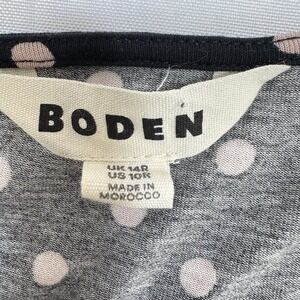 BODEN
UK 14R
US 10R
MADE IN
MOROCCO